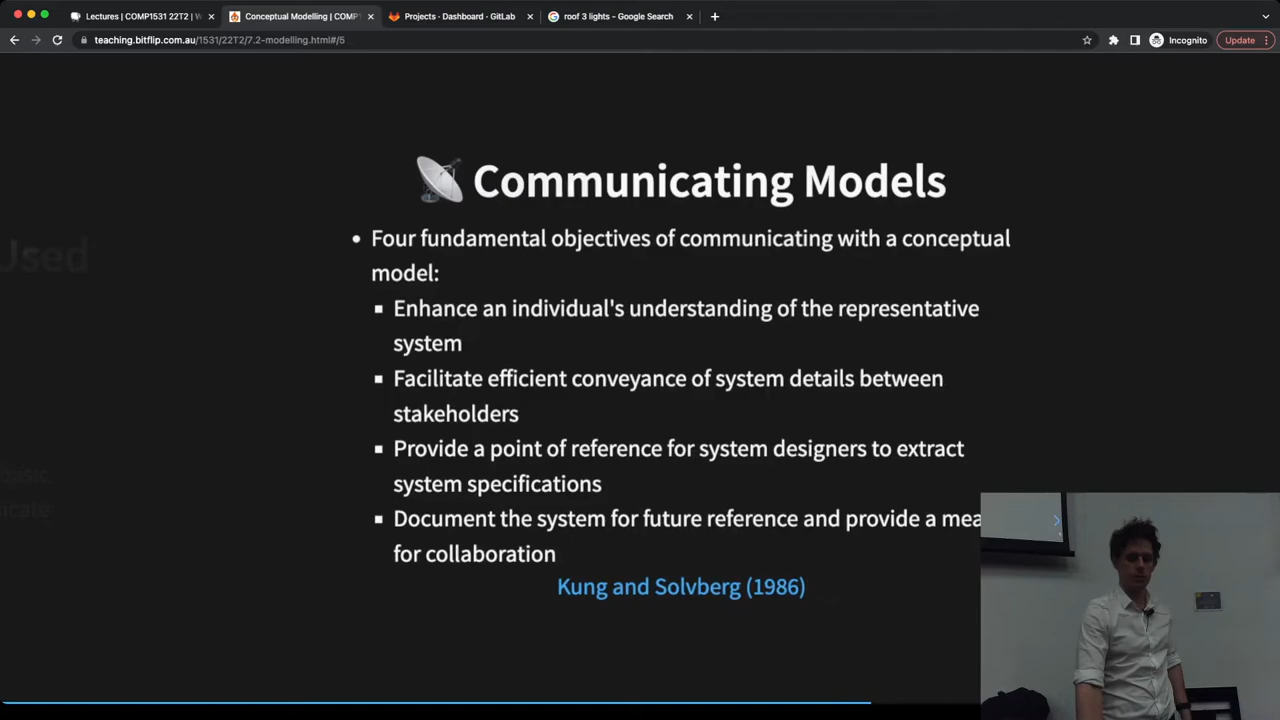 Lectures | COMP1531 22T2 | W
Conceptual Modelling | COMP1
Projects · Dashboard · GitLab
roof 3 lights - Google Search
teaching.bitflip.com.au/1531/22T2/7.2-modelling.html#/5
Incognito
Update
Communicating Models
Used
Four fundamental objectives of communicating with a conceptual
model:
Enhance an individual's understanding of the representative
system
Facilitate efficient conveyance of system details between
stakeholders
Provide a point of reference for system designers to extract
system specifications
Document the system for future reference and provide a mea
for collaboration
Kung and Solvberg (1986)